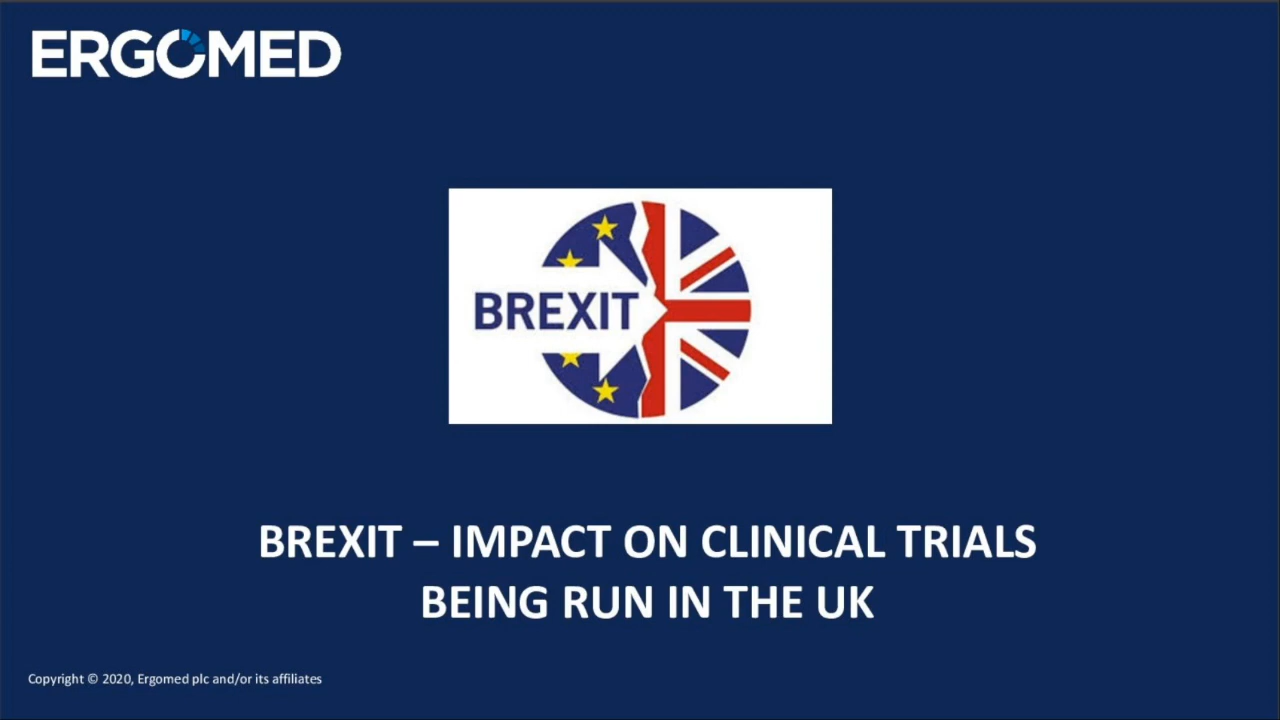 ERGOMED
BREXIT
BREXIT – IMPACT ON CLINICAL TRIALS
BEING RUN IN THE UK
Copyright © 2020, Ergomed plc and/or its affiliates